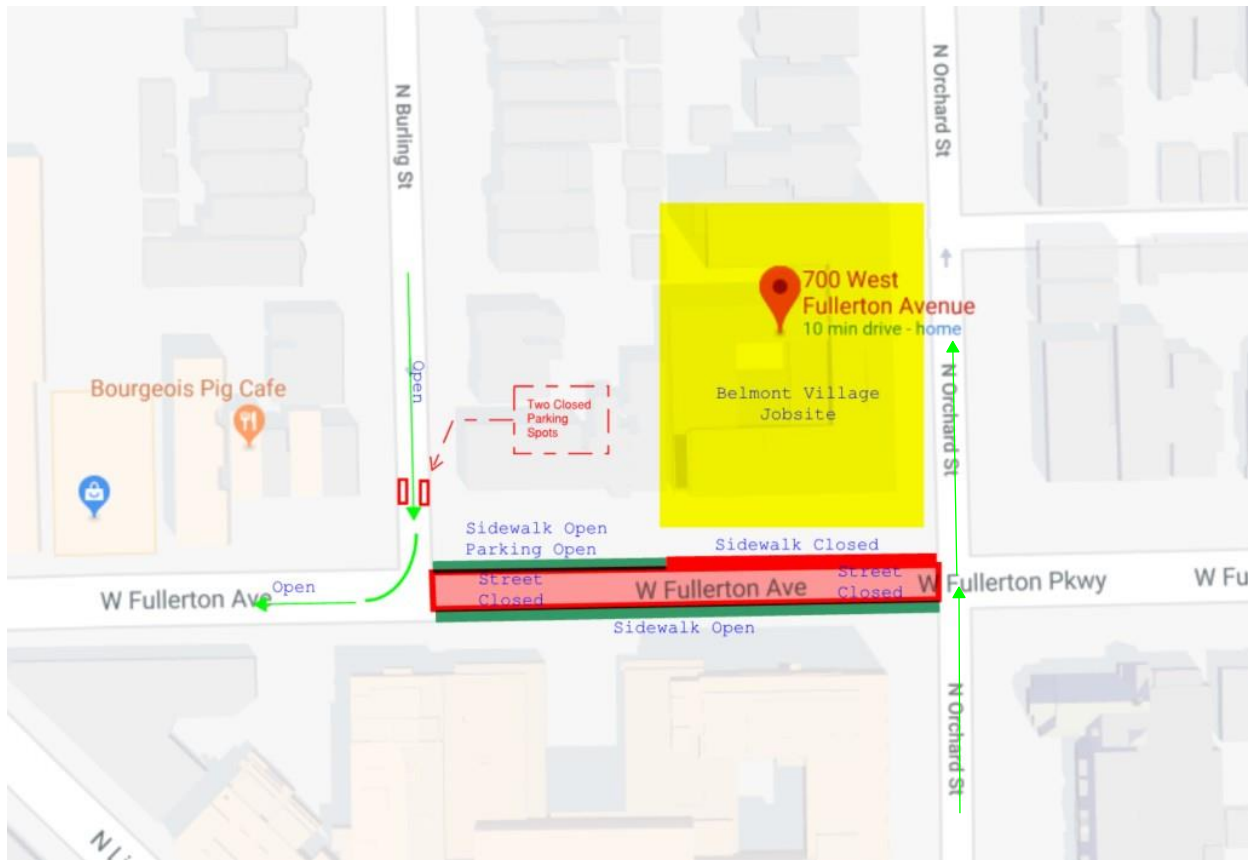 N Burling St
N Orchard St
700 West
Fullerton Avenue
10 min drive - home
Open
Bourgeois Pig Cafe
Two Closed
Parking
Spots
Belmont Village
Jobsite
N Orchard St
Sidewalk Open
Parking Open
Sidewalk Closed
Street
Closed
W Fullerton Ave
Street
Closed
W Fullerton Pkwy
W Fu
W Fullerton Ave
Open
Sidewalk Open
N Orchard St